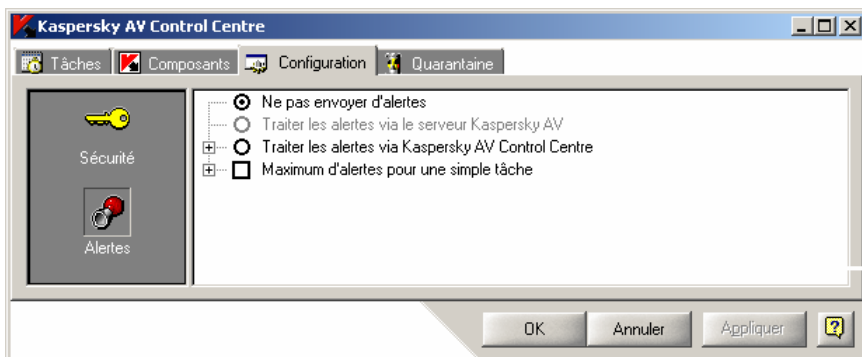 Kaspersky AV Control Centre
Tâches Composants Configuration Quarantaine
Sécurité
Alertes
Ne pas envoyer d'alertes
Traiter les alertes via le serveur Kaspersky AV
Traiter les alertes via Kaspersky AV Control Centre
Maximum d'alertes pour une simple tâche
OK Annuler Appliquer